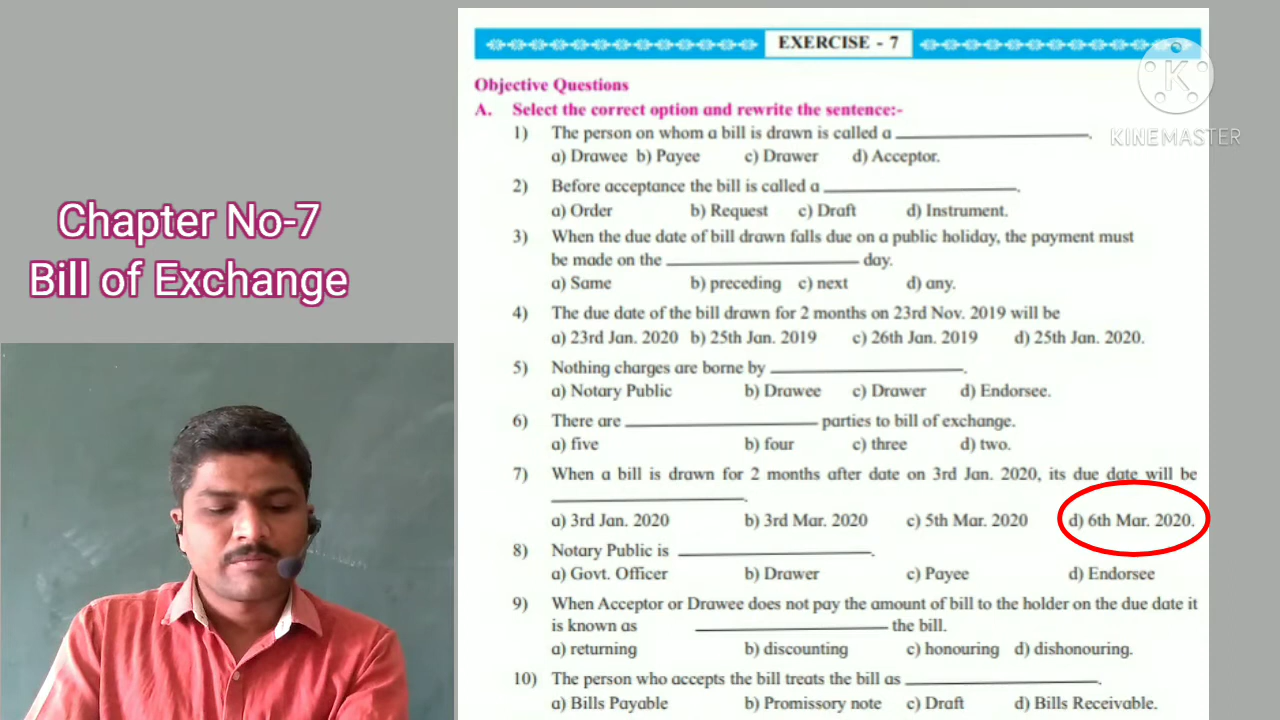 EXERCISE - 7
K
KINEMASTER
Chapter No-7
Bill of Exchange
Objective Questions
A. Select the correct option and rewrite the sentence:-
1) The person on whom a bill is drawn is called a ____________.
a) Drawee b) Payee c) Drawer d) Acceptor.
2) Before acceptance the bill is called a ____________.
a) Order b) Request c) Draft d) Instrument.
3) When the due date of bill drawn falls due on a public holiday, the payment must
be made on the ____________ day.
a) Same b) preceding c) next d) any.
4) The due date of the bill drawn for 2 months on 23rd Nov. 2019 will be
a) 23rd Jan. 2020 b) 25th Jan. 2019 c) 26th Jan. 2019 d) 25th Jan. 2020.
5) Nothing charges are borne by ____________.
a) Notary Public b) Drawee c) Drawer d) Endorsee.
6) There are ____________ parties to bill of exchange.
a) five b) four c) three d) two.
7) When a bill is drawn for 2 months after date on 3rd Jan. 2020, its due date will be
____________.
a) 3rd Jan. 2020 b) 3rd Mar. 2020 c) 5th Mar. 2020 d) 6th Mar. 2020.
8) Notary Public is ____________.
a) Govt. Officer b) Drawer c) Payee d) Endorsee
9) When Acceptor or Drawee does not pay the amount of bill to the holder on the due date it
is known as ____________ the bill.
a) returning b) discounting c) honouring d) dishonouring.
10) The person who accepts the bill treats the bill as ____________.
a) Bills Payable b) Promissory note c) Draft d) Bills Receivable.